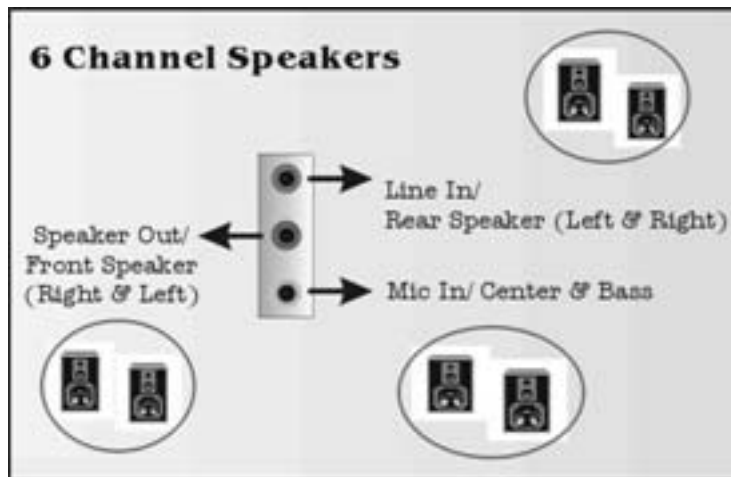 6 Channel Speakers
Line In/
Rear Speaker (Left & Right)
Speaker Out/
Front Speaker
(Right & Left)
Mic In/ Center & Bass